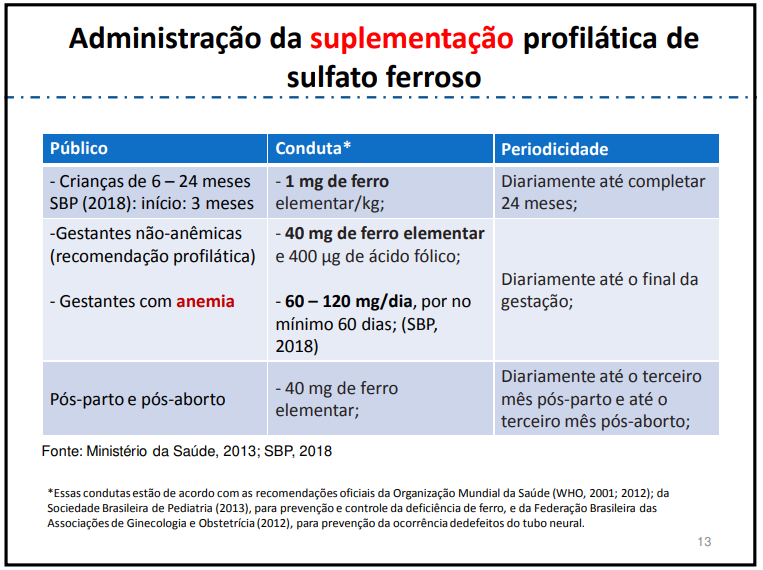 Administração da suplementação profilática de
sulfato ferroso
Público
Conduta*
Periodicidade
- Crianças de 6 – 24 meses
SBP (2018): início: 3 meses
- 1 mg de ferro
elementar/kg;
Diariamente até completar
24 meses;
-Gestantes não-anêmicas
(recomendação profilática)
- Gestantes com anemia
- 40 mg de ferro elementar
e 400 µg de ácido fólico;
- 60 – 120 mg/dia, por no
mínimo 60 dias; (SBP,
2018)
Diariamente até o final da
gestação;
Pós-parto e pós-aborto
- 40 mg de ferro
elementar;
Diariamente até o terceiro
mês pós-parto e até o
terceiro mês pós-aborto;
Fonte: Ministério da Saúde, 2013; SBP, 2018
*Essas condutas estão de acordo com as recomendações oficiais da Organização Mundial da Saúde (WHO, 2001; 2012); da
Sociedade Brasileira de Pediatria (2013), para prevenção e controle da deficiência de ferro, e da Federação Brasileira das
Associações de Ginecologia e Obstetrícia (2012), para prevenção da ocorrência dedefeitos do tubo neural.
13